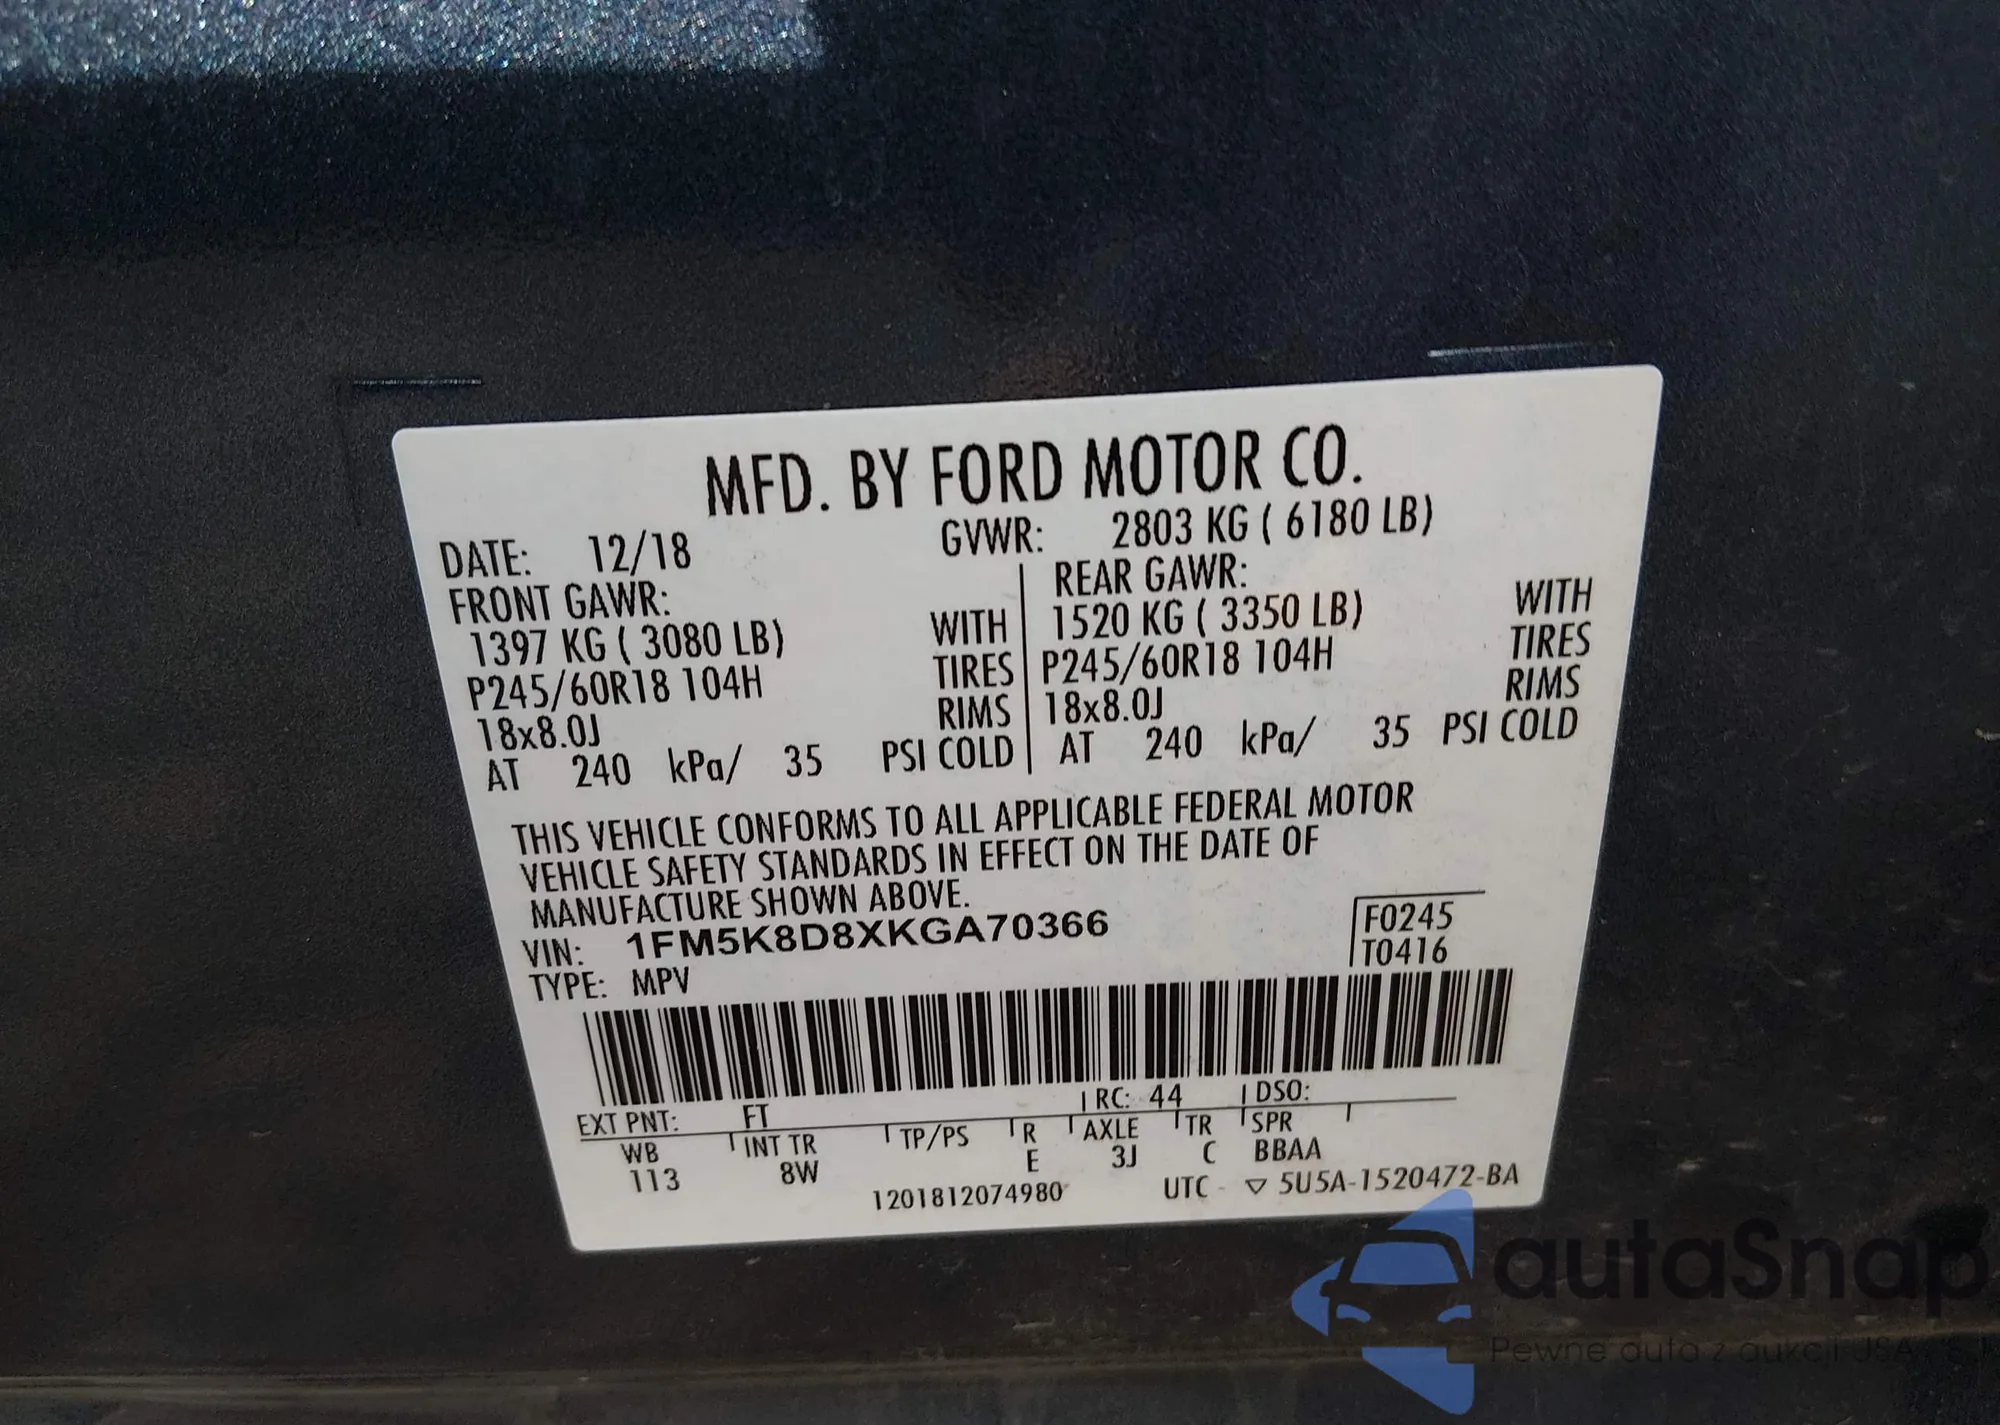 MFD. BY FORD MOTOR CO.
DATE: 12/18 GVWR: 2803 KG ( 6180 LB)
FRONT GAWR: REAR GAWR:
1397 KG ( 3080 LB) WITH 1520 KG ( 3350 LB) WITH
P245/60R18 104H TIRES P245/60R18 104H TIRES
18x8.0J RIMS 18x8.0J RIMS
AT 240 kPa/ 35 PSI COLD AT 240 kPa/ 35 PSI COLD
THIS VEHICLE CONFORMS TO ALL APPLICABLE FEDERAL MOTOR
VEHICLE SAFETY STANDARDS IN EFFECT ON THE DATE OF
MANUFACTURE SHOWN ABOVE.
VIN: 1FM5K8D8XKGA70366 F0245
TYPE: MPV T0416
EXT PNT: FT RC: 44 DSO:
WB INT TR TP/PS R AXLE TR SPR
113 8W E 3J C BBAA
1201812074980 UTC - ▽ 5U5A-1520472-BA
autaSnap
Pewne auta z aukcji USA